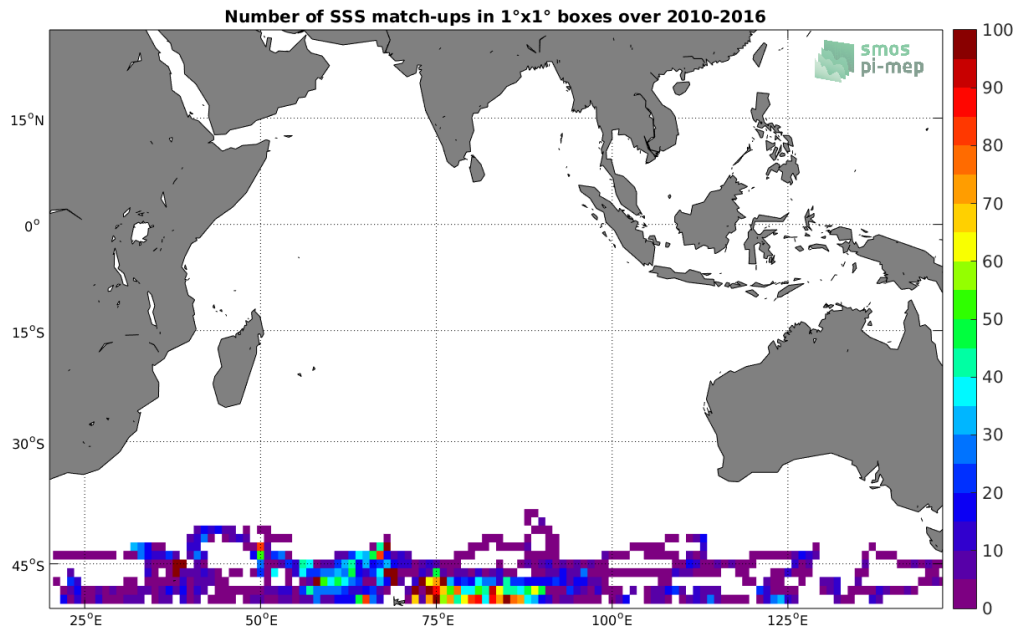 Number of SSS match-ups in 1°x1° boxes over 2010-2016
smos
pi-mep
100
90
80
70
60
50
40
30
20
10
0
15°N
0°
15°S
30°S
45°S
25°E
50°E
75°E
100°E
125°E